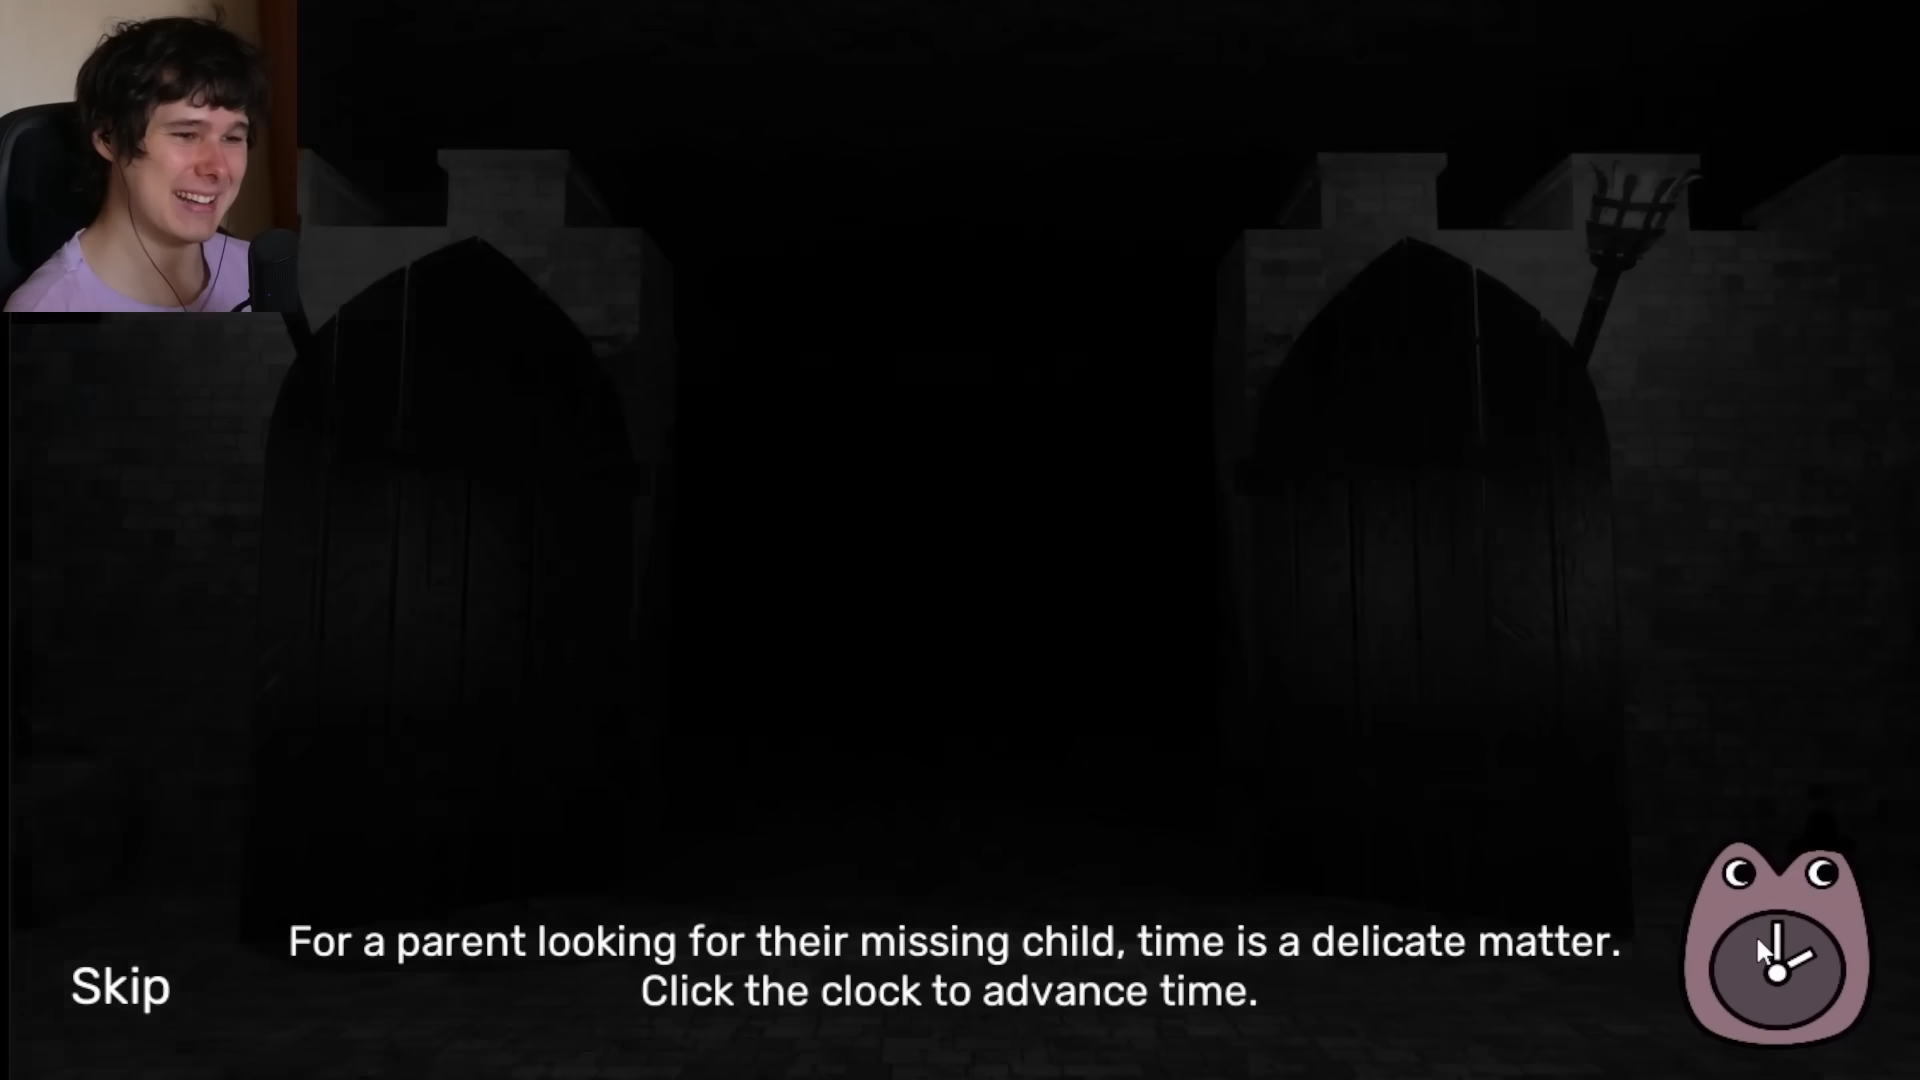 For a parent looking for their missing child, time is a delicate matter.
Click the clock to advance time.
Skip